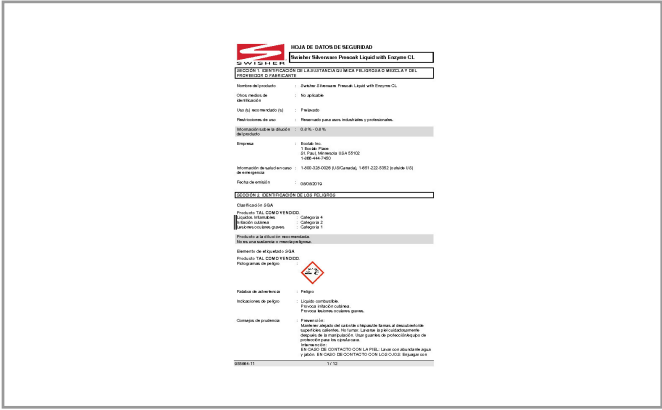 SWISHER
HOJA DE DATOS DE SEGURIDAD
Swisher Silverware Presoak Liquid with Enzyme CL
SECCIÓN 1. IDENTIFICACIÓN DE LA SUSTANCIA QUÍMICA PELIGROSA O MEZCLA Y DEL
PROVEEDOR O FABRICANTE
Nombre del producto : Swisher Silverware Presoak Liquid with Enzyme CL
Otros medios de : No aplicable
identificación
Uso(s) recomendado(s) : Prelavado
Restricciones de uso : Reservado para usos industriales y profesionales.
Información sobre la dilución : 0.8 % - 0.8 %
del producto
Empresa : Ecolab Inc.
1 Ecolab Place
St. Paul, Minnesota USA 55102
1-866-444-7450
Información de salud en caso : 1-800-328-0026 (US/Canada), 1-651-222-5352 (outside US)
de emergencia
Fecha de emisión :
SECCIÓN 2. IDENTIFICACIÓN DE LOS PELIGROS
Clasificación SGA
Producto TAL COMO VENDIDO.
Líquidos inflamables : Categoría 4
Irritación cutánea : Categoría 2
Lesiones oculares graves : Categoría 1
Producto a la dilución recomendada.
No es una sustancia o mezcla peligrosa.
Elemento de etiquetado SGA
Producto TAL COMO VENDIDO.
Pictogramas de peligro :
Palabra de advertencia : Peligro
Indicaciones de peligro : Líquido combustible.
Provoca irritación cutánea.
Provoca lesiones oculares graves.
Consejos de prudencia : Prevención:
Mantener alejado del calor/de chispas/de llamas al descubierto/de
superficies calientes. No fumar. Lavarse la piel cuidadosamente
después de la manipulación. Usar guantes de protección/equipo de
protección para los ojos/la cara.
Intervención:
EN CASO DE CONTACTO CON LA PIEL: Lavar con abundante agua
y jabón. EN CASO DE CONTACTO CON LOS OJOS: Enjuagar con
1 / 12